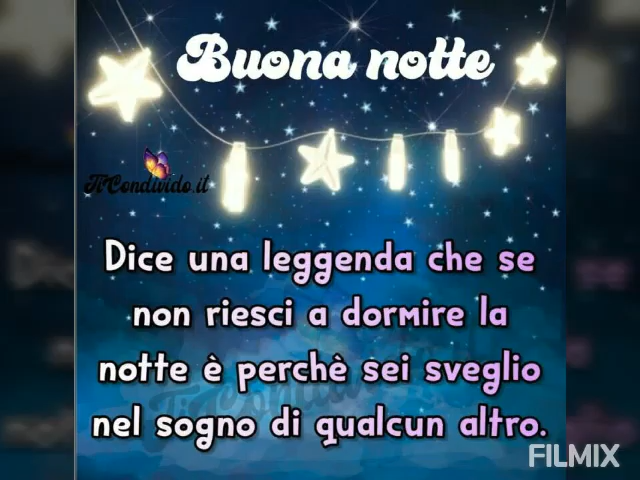 Buona notte
TiCondivido.it
Dice una leggenda che se
non riesci a dormire la
notte è perchè sei sveglio
nel sogno di qualcun altro.
FILMIX